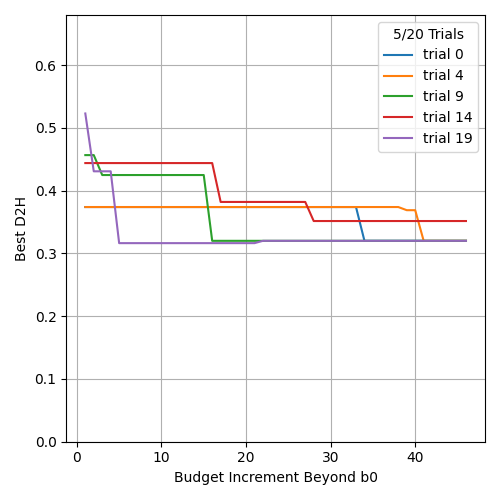 5/20 Trials
trial 0
trial 4
trial 9
trial 14
trial 19
Best D2H
0.6
0.5
0.4
0.3
0.2
0.1
0.0
0 10 20 30 40
Budget Increment Beyond b0